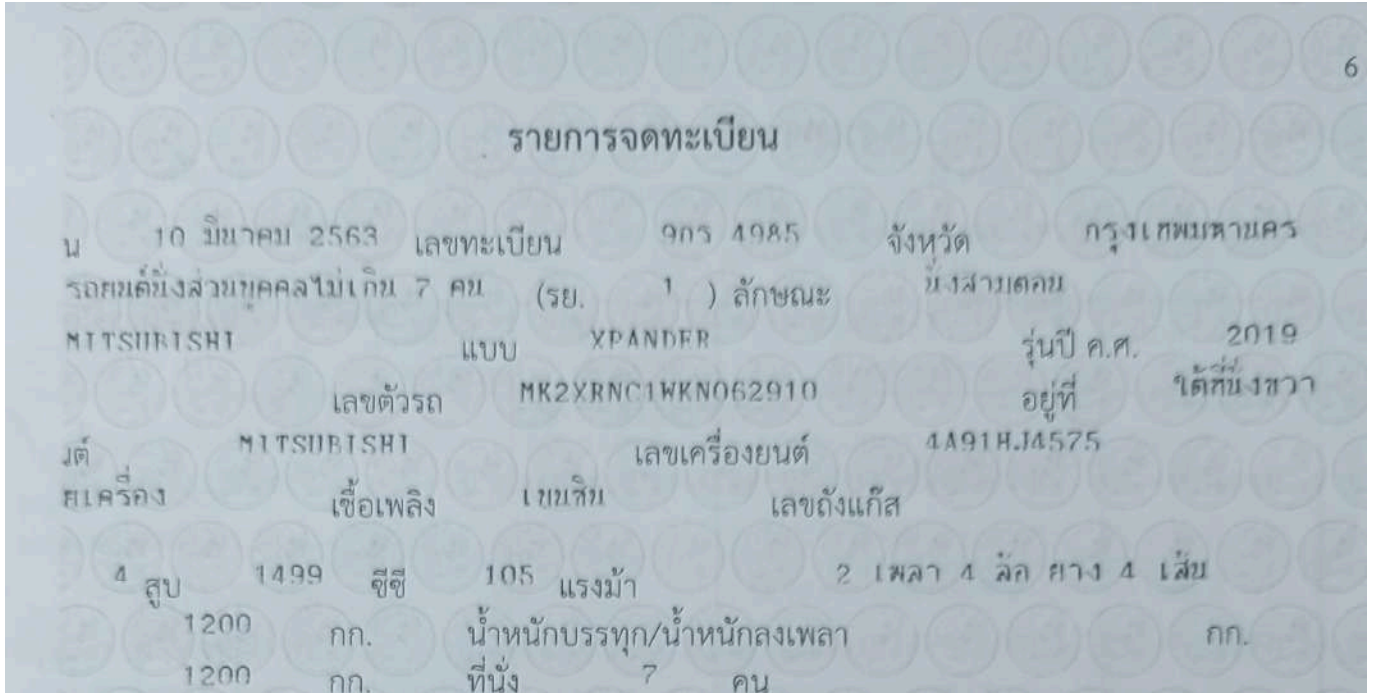 6
รายการจดทะเบียน
น 10 มีนาคม 2563 เลขทะเบียน 9กร 4985 จังหวัด กรุงเทพมหานคร
รถยนต์นั่งส่วนบุคคลไม่เกิน 7 คน (รย. 1 ) ลักษณะ นั่งสามตอน
MITSUBISHI แบบ XPANDER รุ่นปี ค.ศ. 2019
เลขตัวรถ MK2XRNC1WKN062910 อยู่ที่ ใต้ที่นั่งขวา
นต์ MITSUBISHI เลขเครื่องยนต์ 4A91HJ4575
ยเครื่อง เชื้อเพลิง เบนซิน เลขถังแก๊ส
4 สูบ 1499 ซีซี 105 แรงม้า 2 เพลา 4 ล้อ ยาง 4 เส้น
1200 กก. น้ำหนักบรรทุก/น้ำหนักลงเพลา กก.
1200 กก. ที่นั่ง 7 คน